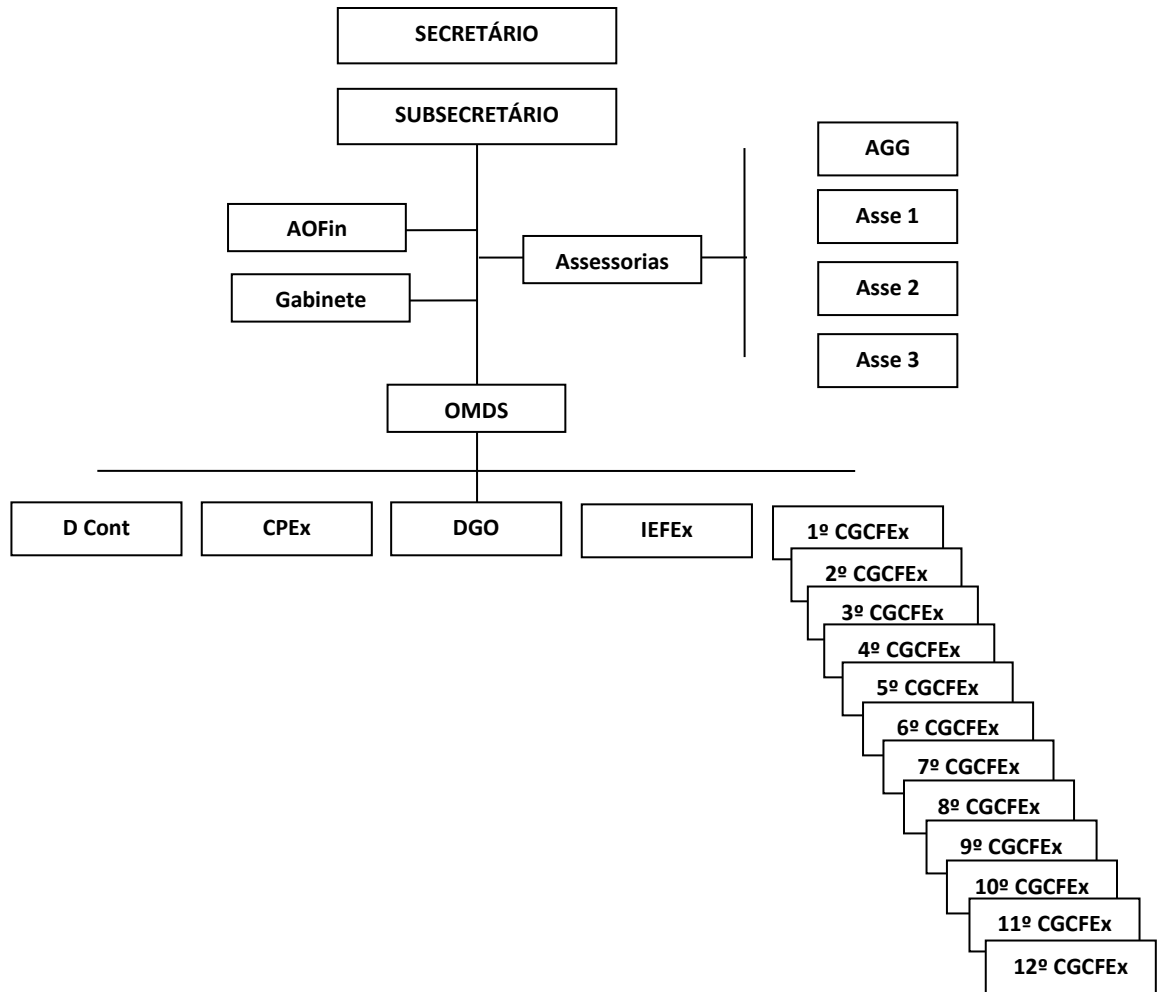 SECRETÁRIO
SUBSECRETÁRIO
AGG
Asse 1
AOFin
Assessorias
Asse 2
Gabinete
Asse 3
OMDS
D Cont
CPEx
DGO
IEFEx
1º CGCFEx
2º CGCFEx
3º CGCFEx
4º CGCFEx
5º CGCFEx
6º CGCFEx
7º CGCFEx
8º CGCFEx
9º CGCFEx
10º CGCFEx
11º CGCFEx
12º CGCFEx